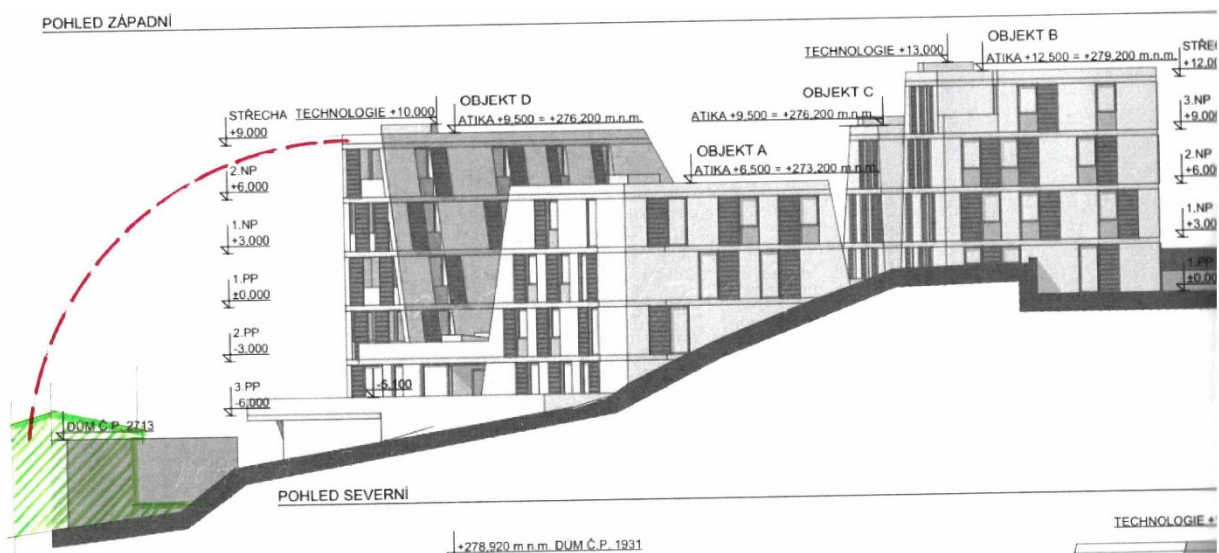 POHLED ZÁPADNÍ
OBJEKT B
TECHNOLOGIE +13,000
ATIKA +12,500 = +279,200 m.n.m.
STŘEC
+12,00
OBJEKT D
OBJEKT C
STŘECHA
+9,000
TECHNOLOGIE +10,000
ATIKA +9,500 = +276,200 m.n.m.
ATIKA +9,500 = +276,200 m.n.m.
3.NP
+9,000
OBJEKT A
ATIKA +6,500 = +273,200 m.n.m.
2.NP
+6,000
2.NP
+6,000
1.NP
+3,000
1.NP
+3,000
1.PP
±0,000
1.PP
±0,000
2.PP
-3,000
3.PP
-6,000
-5,100
DŮM Č.P. 2713
POHLED SEVERNÍ
TECHNOLOGIE +
+278,920 m n.m. DŮM Č.P. 1931